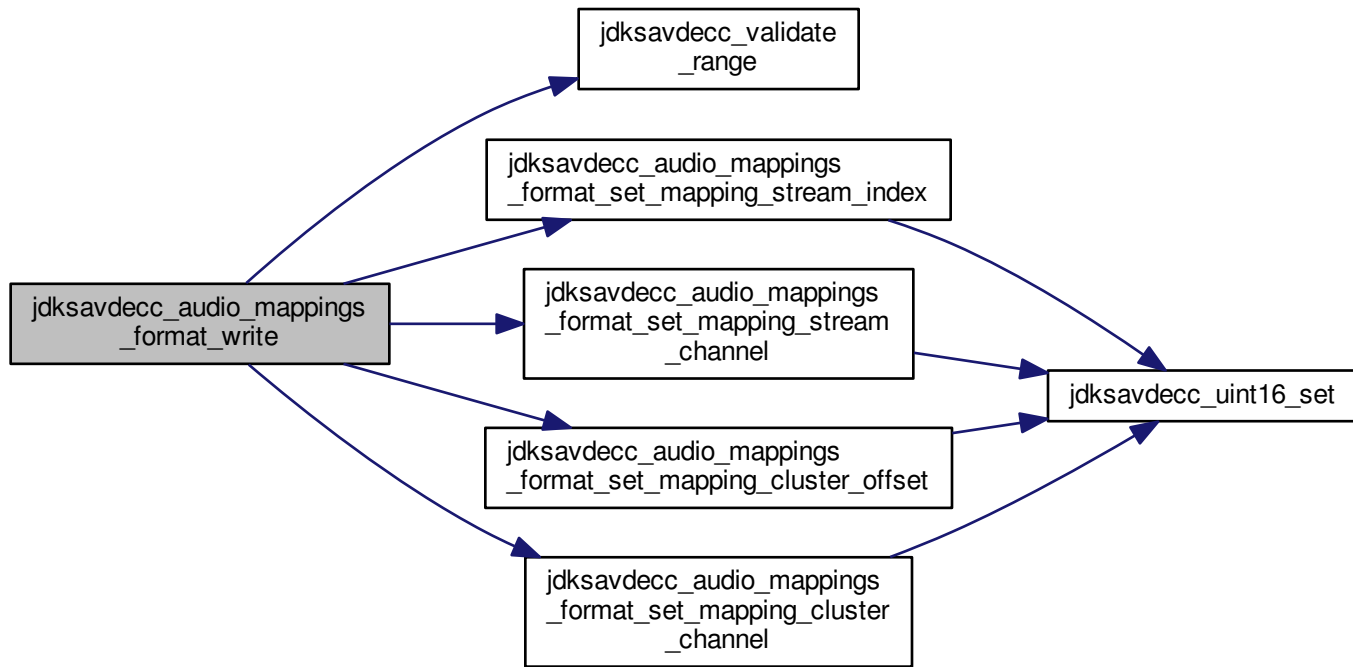 jdksavdecc_validate
_range
jdksavdecc_audio_mappings
_format_set_mapping_stream_index
jdksavdecc_audio_mappings
_format_write
jdksavdecc_audio_mappings
_format_set_mapping_stream
_channel
jdksavdecc_uint16_set
jdksavdecc_audio_mappings
_format_set_mapping_cluster_offset
jdksavdecc_audio_mappings
_format_set_mapping_cluster
_channel